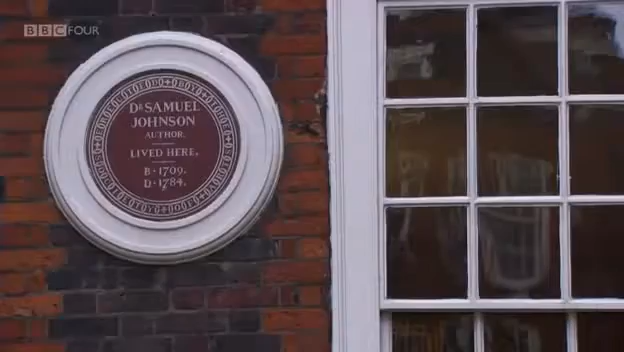 BBC FOUR
DR SAMUEL
JOHNSON
AUTHOR.
LIVED HERE.
B·1709.
D·1784.